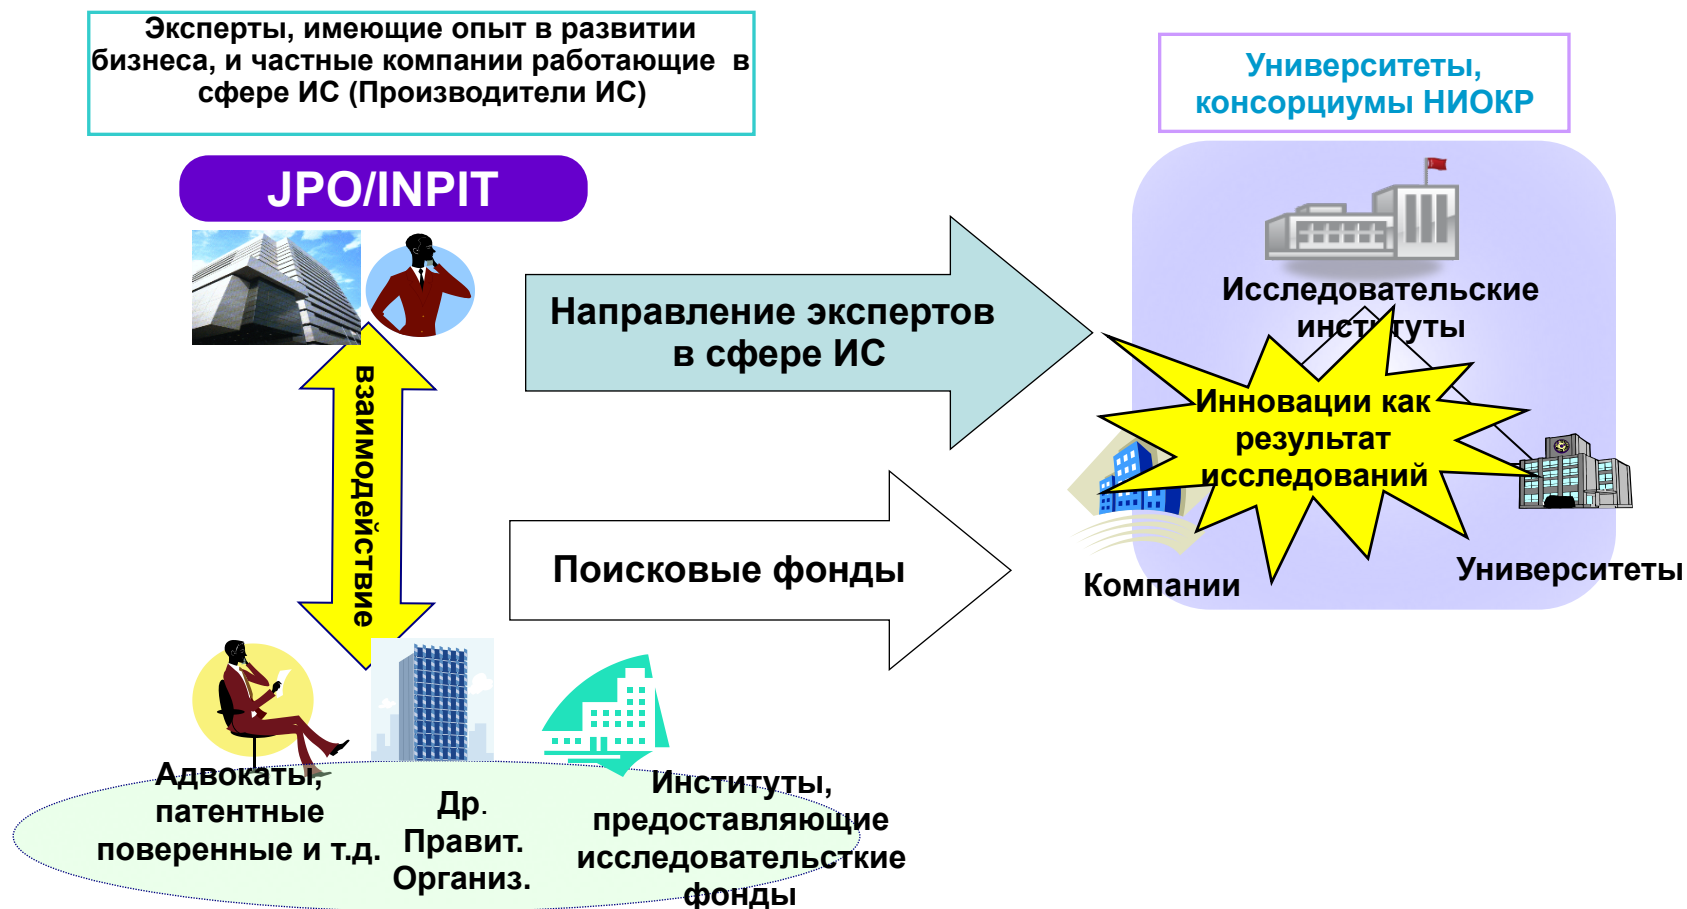 Эксперты, имеющие опыт в развитии
бизнеса, и частные компании работающие в
сфере ИС (Производители ИС)
Университеты,
консорциумы НИОКР
JPO/INPIT
Исследовательские
институты
Направление экспертов
в сфере ИС
взаимодействие
Инновации как
результат
исследований
Поисковые фонды
Компании
Университеты
Адвокаты,
патентные
поверенные и т.д.
Др.
Правит.
Организ.
Институты,
предоставляющие
исследовательсткие
фонды